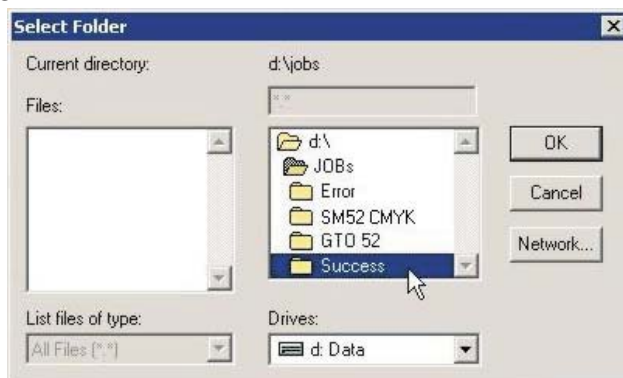 Select Folder
Current directory:
d:\jobs
Files:
*.*
d:\
JOBs
Error
SM52 CMYK
GTO 52
Success
OK
Cancel
Network...
List files of type:
All Files (*.*)
Drives:
d: Data